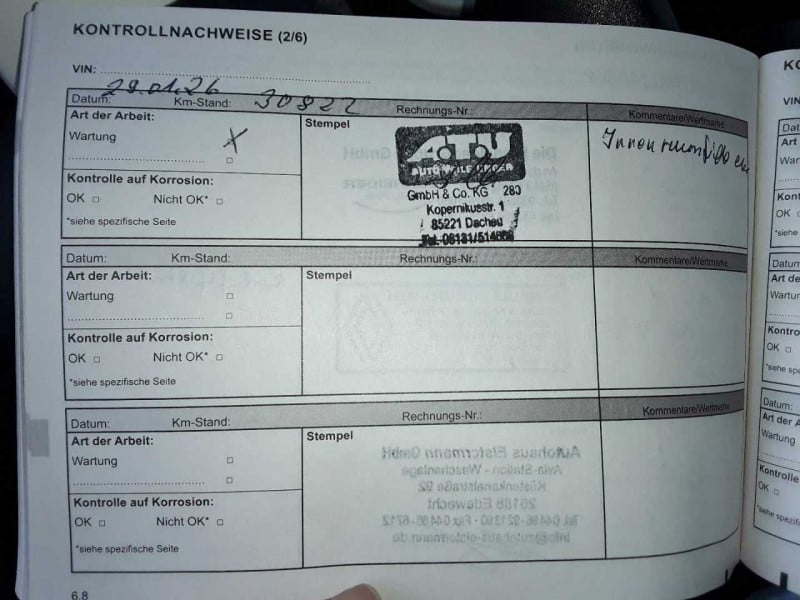 KONTROLLNACHWEISE (2/6)
VIN:
29.01.26
Datum: Km-Stand: 30822 Rechnungs-Nr.: Kommentare/Wertmarke
Art der Arbeit:
Wartung X
Kontrolle auf Korrosion:
OK □ Nicht OK* □
*siehe spezifische Seite
Stempel
A.T.U
GmbH & Co. KG 280
Kopernikusstr. 1
85221 Dachau
Tel. 08131/514668
Innenraum
Datum: Km-Stand: Rechnungs-Nr.: Kommentare/Wertmarke
Art der Arbeit:
Wartung □
□
Kontrolle auf Korrosion:
OK □ Nicht OK* □
*siehe spezifische Seite
Stempel
Datum: Km-Stand: Rechnungs-Nr.: Kommentare/Wertmarke
Art der Arbeit:
Wartung □
□
Kontrolle auf Korrosion:
OK □ Nicht OK* □
*siehe spezifische Seite
Stempel
6.8